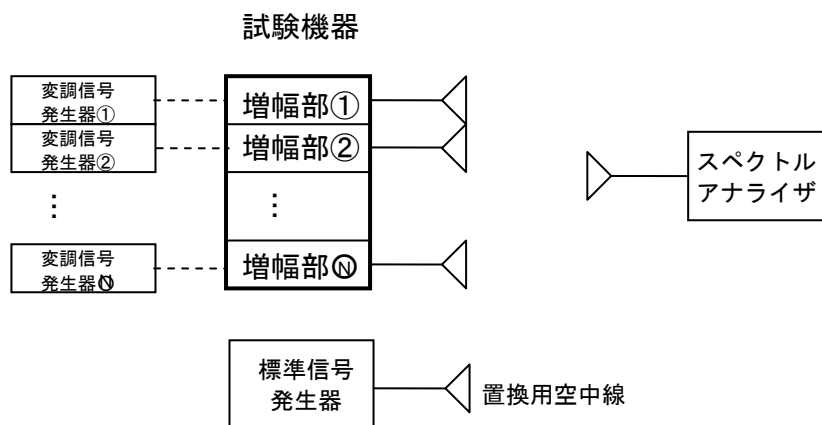 試験機器
変調信号
発生器①
増幅部①
変調信号
発生器②
増幅部②
スペクトル
アナライザ
⋮
⋮
変調信号
発生器Ⓝ
増幅部Ⓝ
標準信号
発生器
置換用空中線